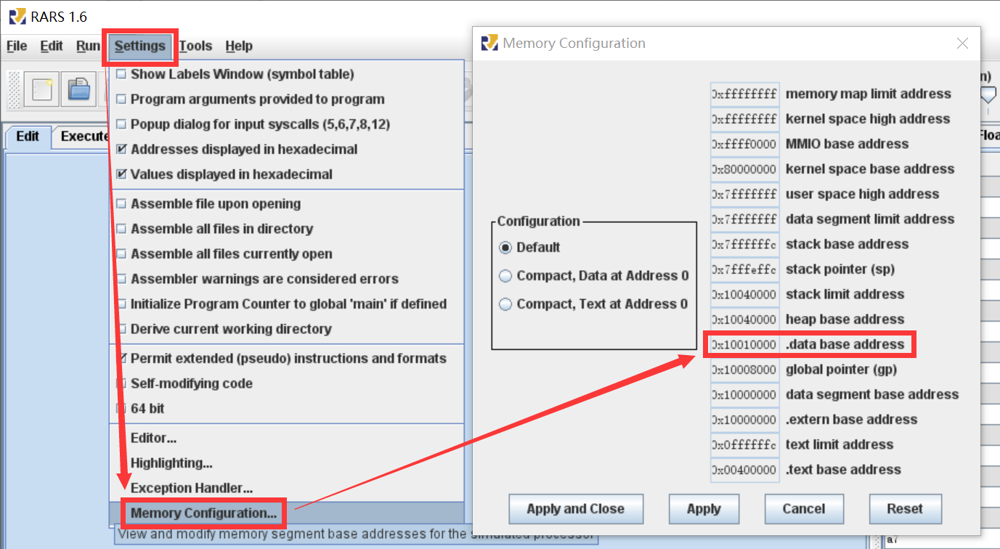 RARS 1.6
File Edit Run Settings Tools Help
Show Labels Window (symbol table)
Program arguments provided to program
Popup dialog for input syscalls (5,6,7,8,12)
Addresses displayed in hexadecimal
Values displayed in hexadecimal
Assemble file upon opening
Assemble all files in directory
Assemble all files currently open
Assembler warnings are considered errors
Initialize Program Counter to global 'main' if defined
Derive current working directory
Permit extended (pseudo) instructions and formats
Self-modifying code
64 bit
Editor...
Highlighting...
Exception Handler...
Memory Configuration...
View and modify memory segment base addresses for the simulated processor
Edit Execute
Memory Configuration
Configuration
Default
Compact, Data at Address 0
Compact, Text at Address 0
0xffffffff memory map limit address
0xffffffff kernel space high address
0xffff0000 MMIO base address
0x80000000 kernel space base address
0x7fffffff user space high address
0x7fffffff data segment limit address
0x7ffffffc stack base address
0x7fffeffc stack pointer (sp)
0x10040000 stack limit address
0x10040000 heap base address
0x10010000 .data base address
0x10008000 global pointer (gp)
0x10000000 data segment base address
0x10000000 .extern base address
0x0ffffffc text limit address
0x00400000 .text base address
Apply and Close Apply Cancel Reset
n)
Floa
a7